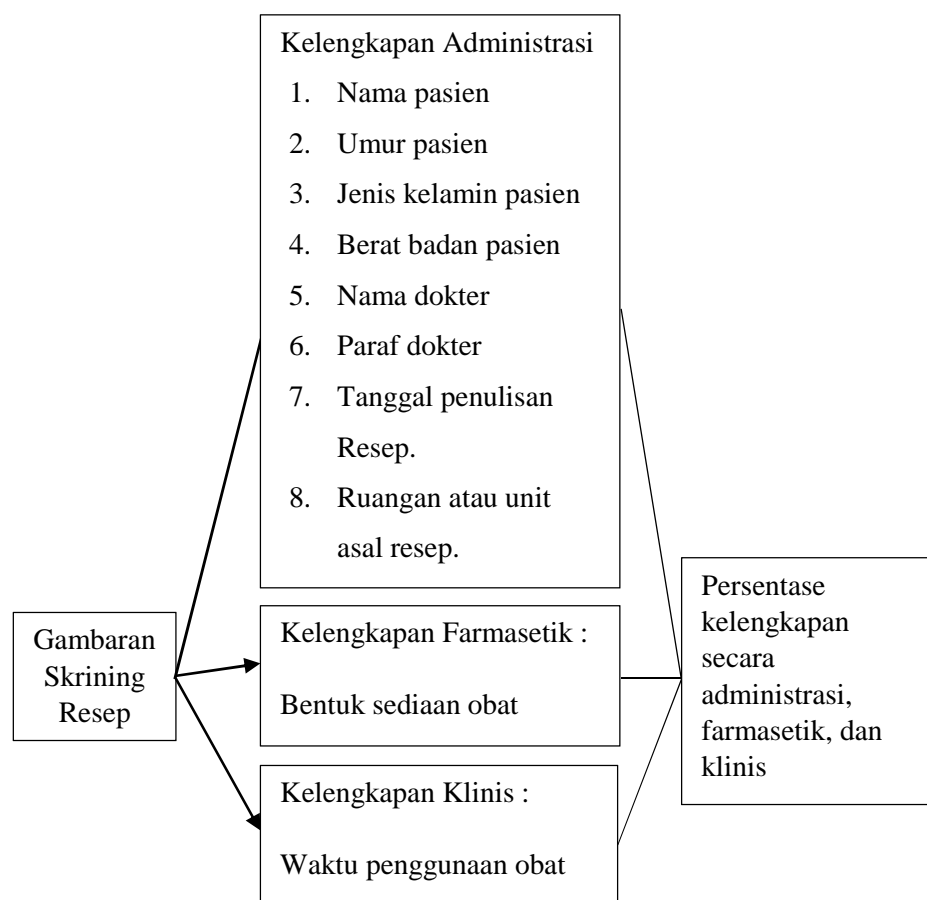 Kelengkapan Administrasi
1. Nama pasien
2. Umur pasien
3. Jenis kelamin pasien
4. Berat badan pasien
5. Nama dokter
6. Paraf dokter
7. Tanggal penulisan
Resep.
8. Ruangan atau unit
asal resep.
Gambaran
Skrining
Resep
Kelengkapan Farmasetik :
Bentuk sediaan obat
Kelengkapan Klinis :
Waktu penggunaan obat
Persentase
kelengkapan
secara
administrasi,
farmasetik, dan
klinis